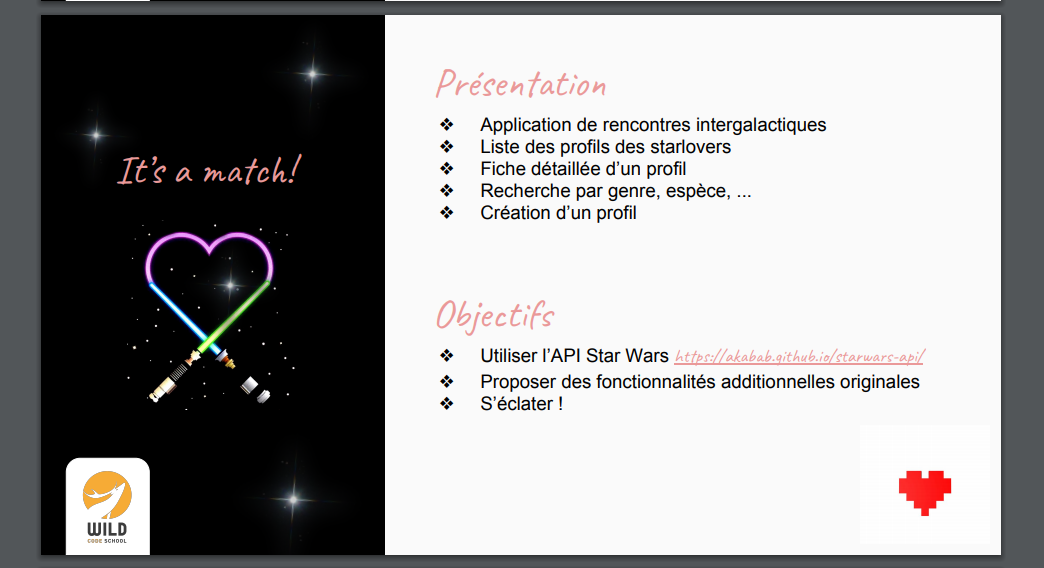 It's a match!
WILD
CODE SCHOOL
Présentation
❖ Application de rencontres intergalactiques
❖ Liste des profils des starlovers
❖ Fiche détaillée d'un profil
❖ Recherche par genre, espèce, ...
❖ Création d'un profil
Objectifs
❖ Utiliser l'API Star Wars https://akabab.github.io/starwars-api/
❖ Proposer des fonctionnalités additionnelles originales
❖ S'éclater !